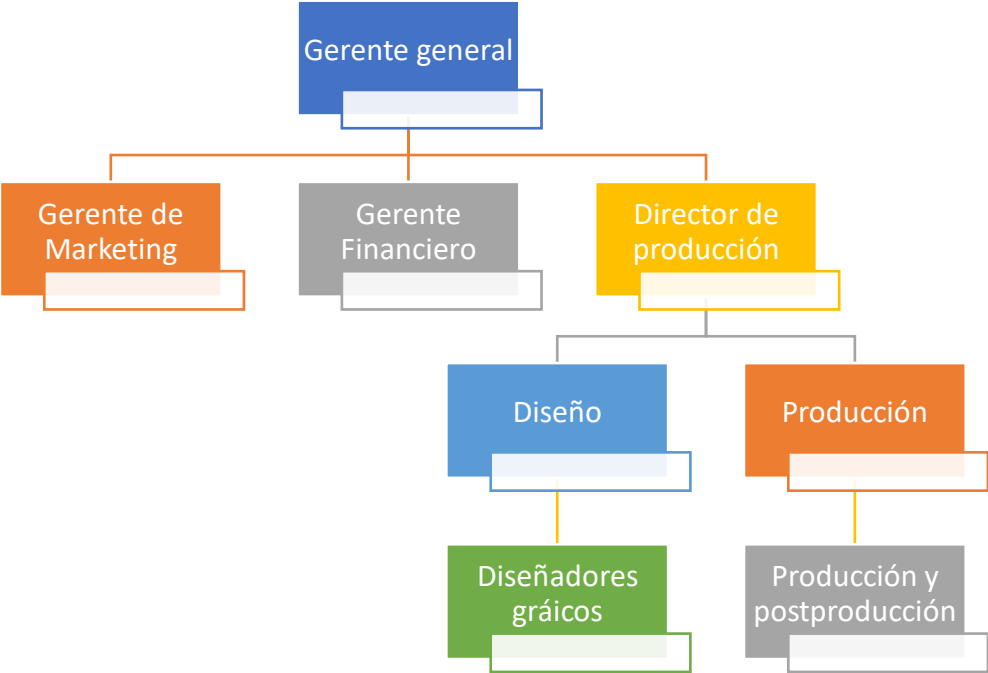 Gerente general
Gerente de
Marketing
Gerente
Financiero
Director de
producción
Diseño
Producción
Diseñadores
gráicos
Producción y
postproducción